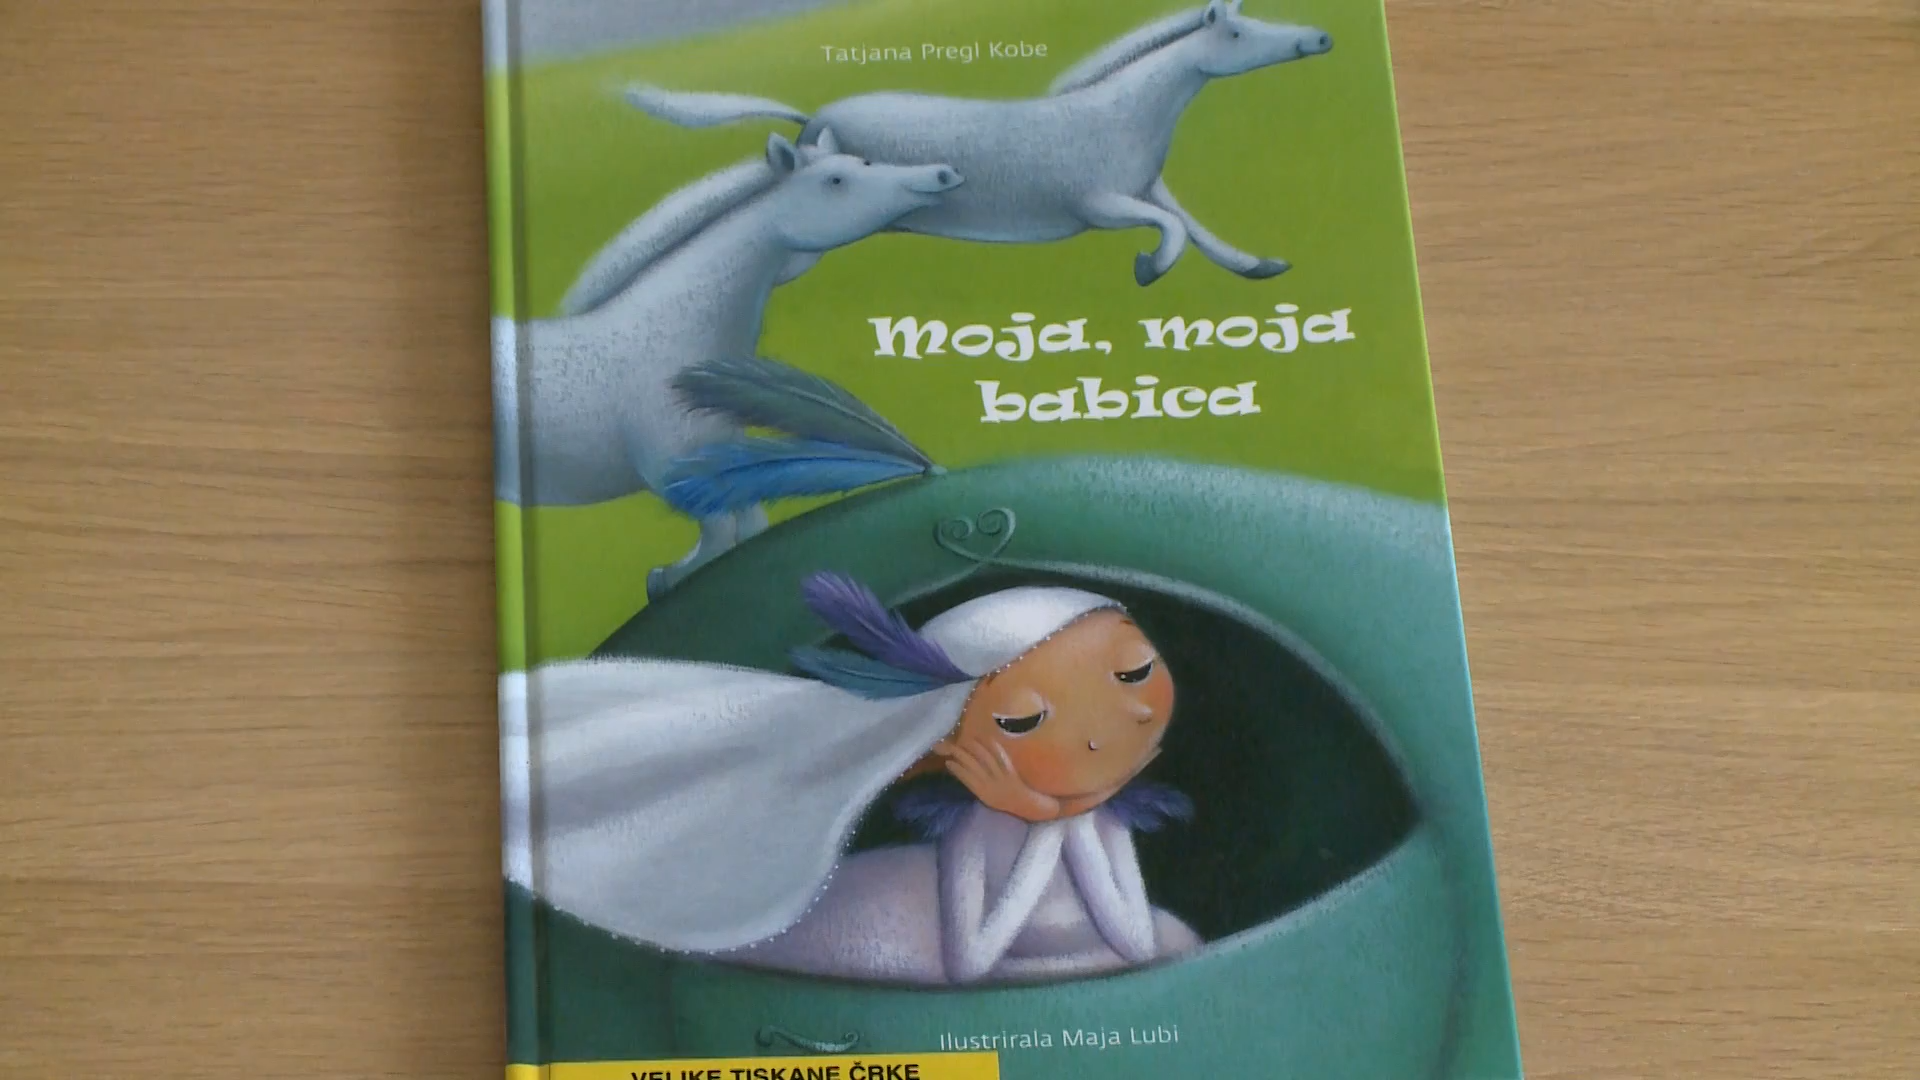 Tatjana Pregl Kobe
Moja, moja
babica
Ilustrirala Maja Lubi
VELIKE TISKANE ČRKE